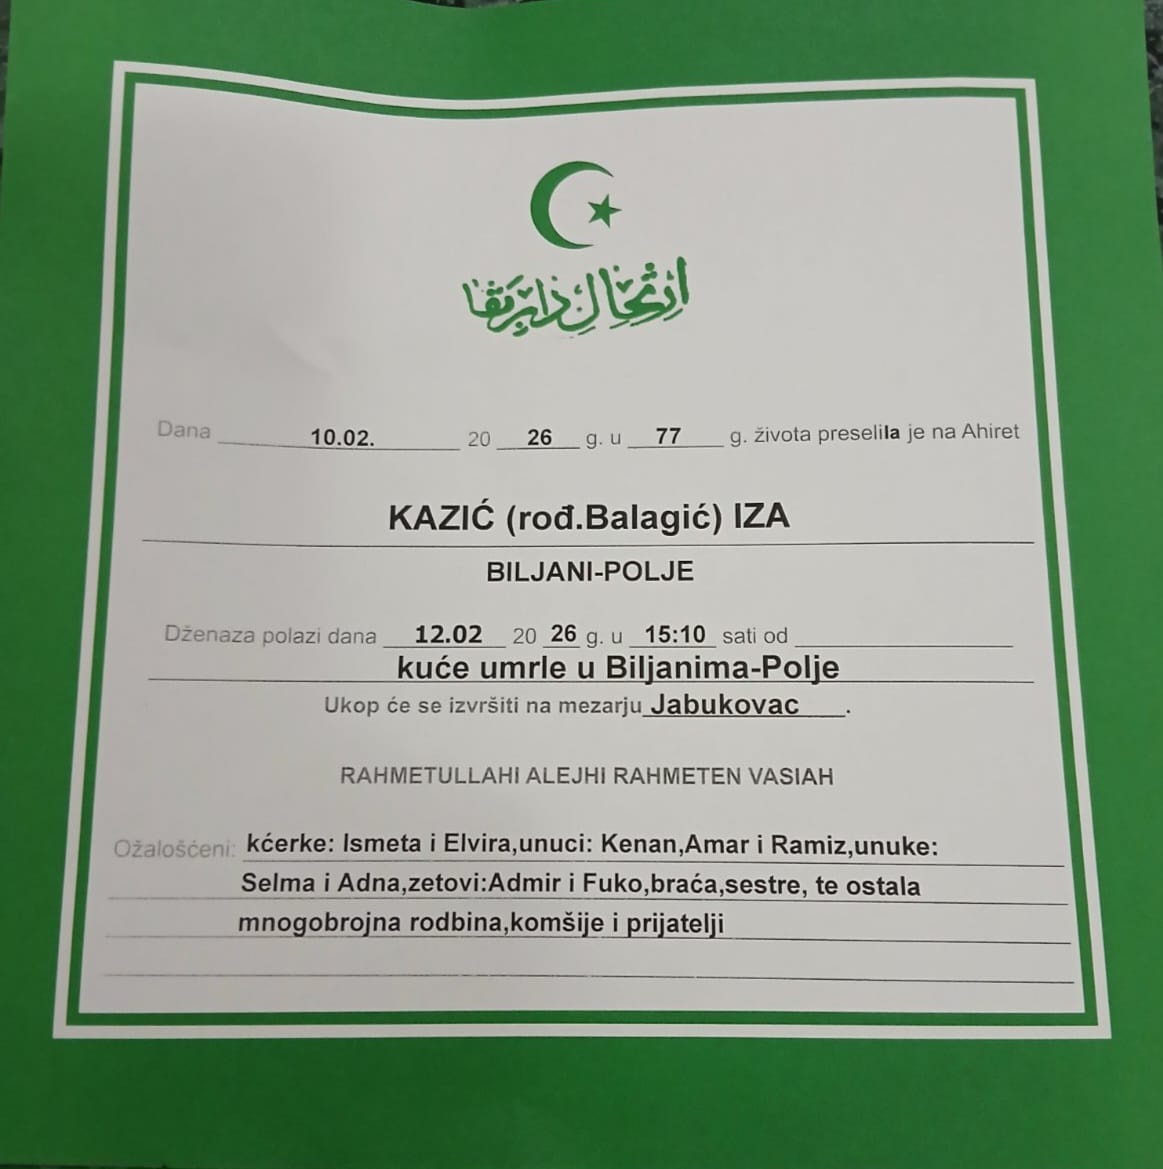 انتحال دار بقا
Dana 10.02. 20 26 g. u 77 g. života preselila je na Ahiret
KAZIĆ (rođ.Balagić) IZA
BILJANI-POLJE
Dženaza polazi dana 12.02 20 26 g. u 15:10 sati od
kuće umrle u Biljanima-Polje
Ukop će se izvršiti na mezarju Jabukovac .
RAHMETULLAHI ALEJHI RAHMETEN VASIAH
Ožalošćeni: kćerke: Ismeta i Elvira,unuci: Kenan,Amar i Ramiz,unuke:
Selma i Adna,zetovi:Admir i Fuko,braća,sestre, te ostala
mnogobrojna rodbina,komšije i prijatelji